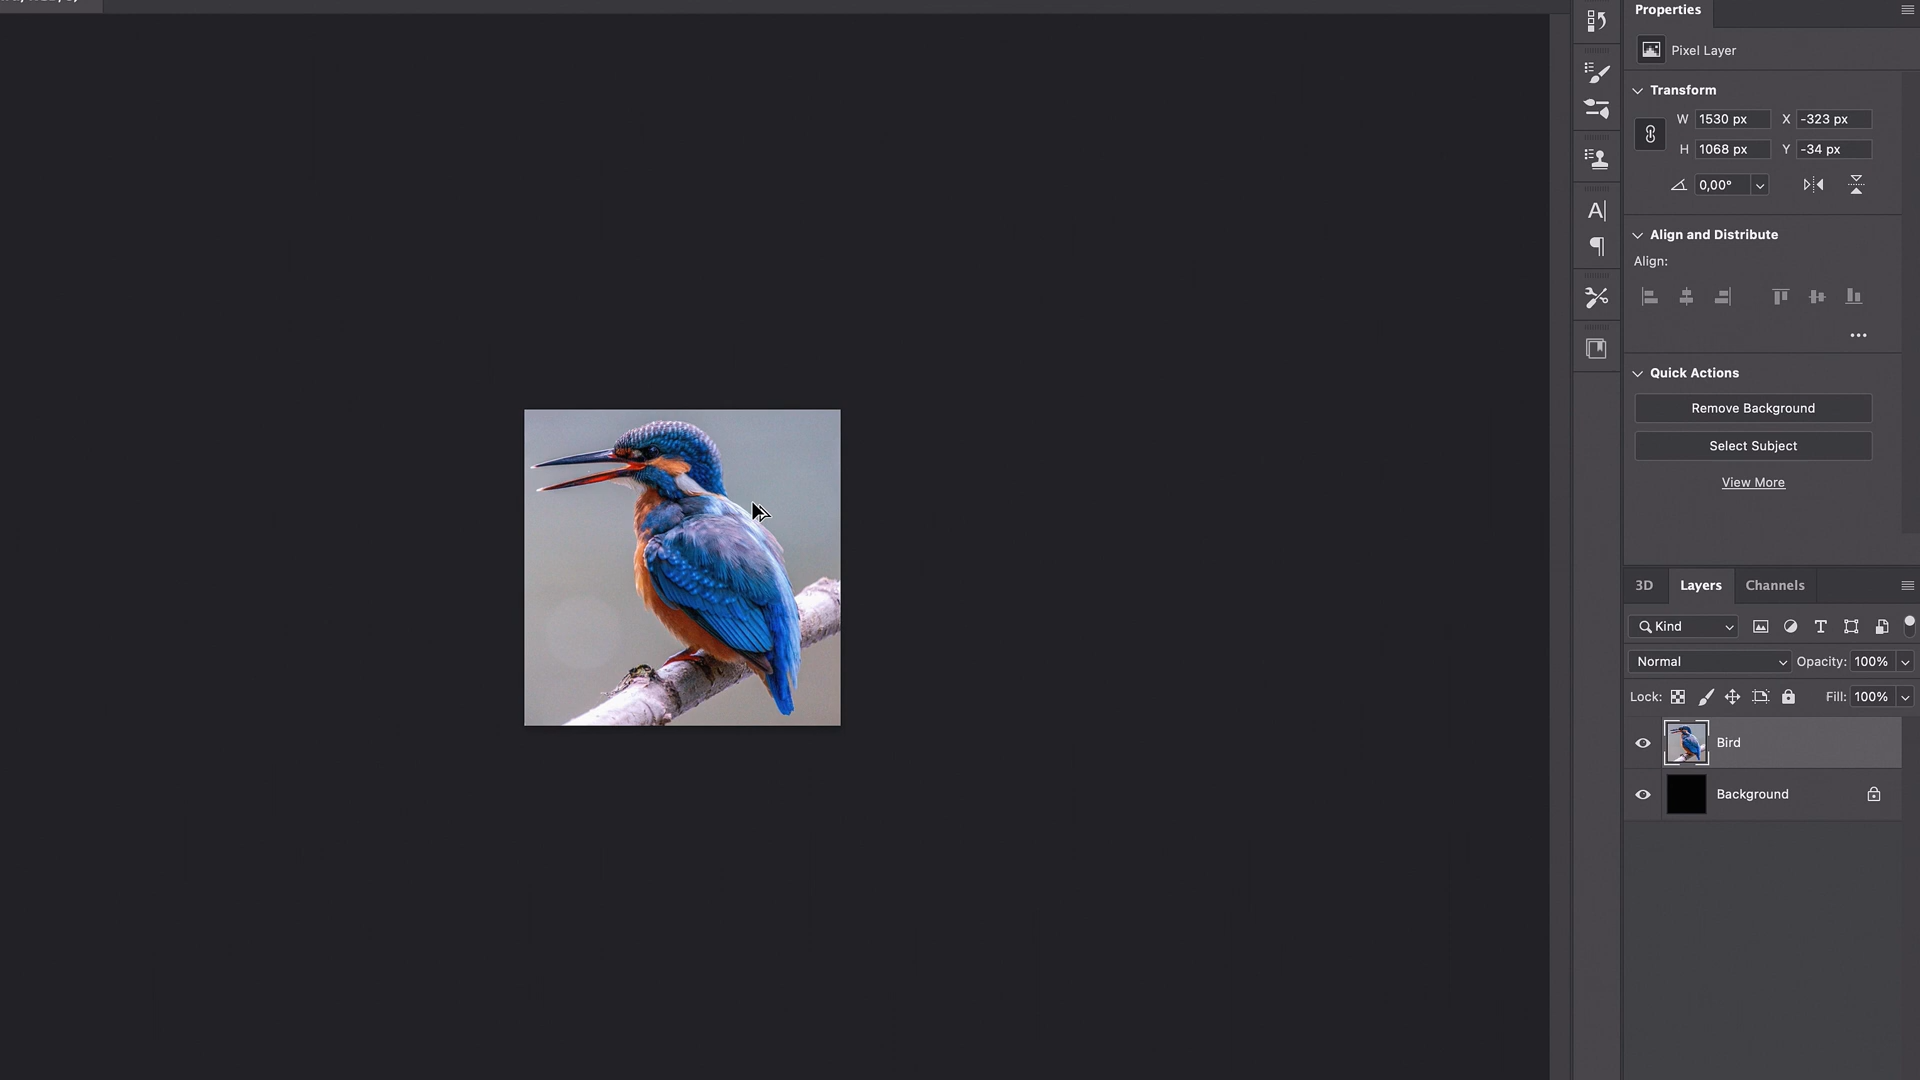 Properties
Pixel Layer
Transform
W 1530 px X -323 px
H 1068 px Y -34 px
0,00°
Align and Distribute
Align:
Quick Actions
Remove Background
Select Subject
View More
3D Layers Channels
Kind
Normal Opacity: 100%
Lock: Fill: 100%
Bird
Background